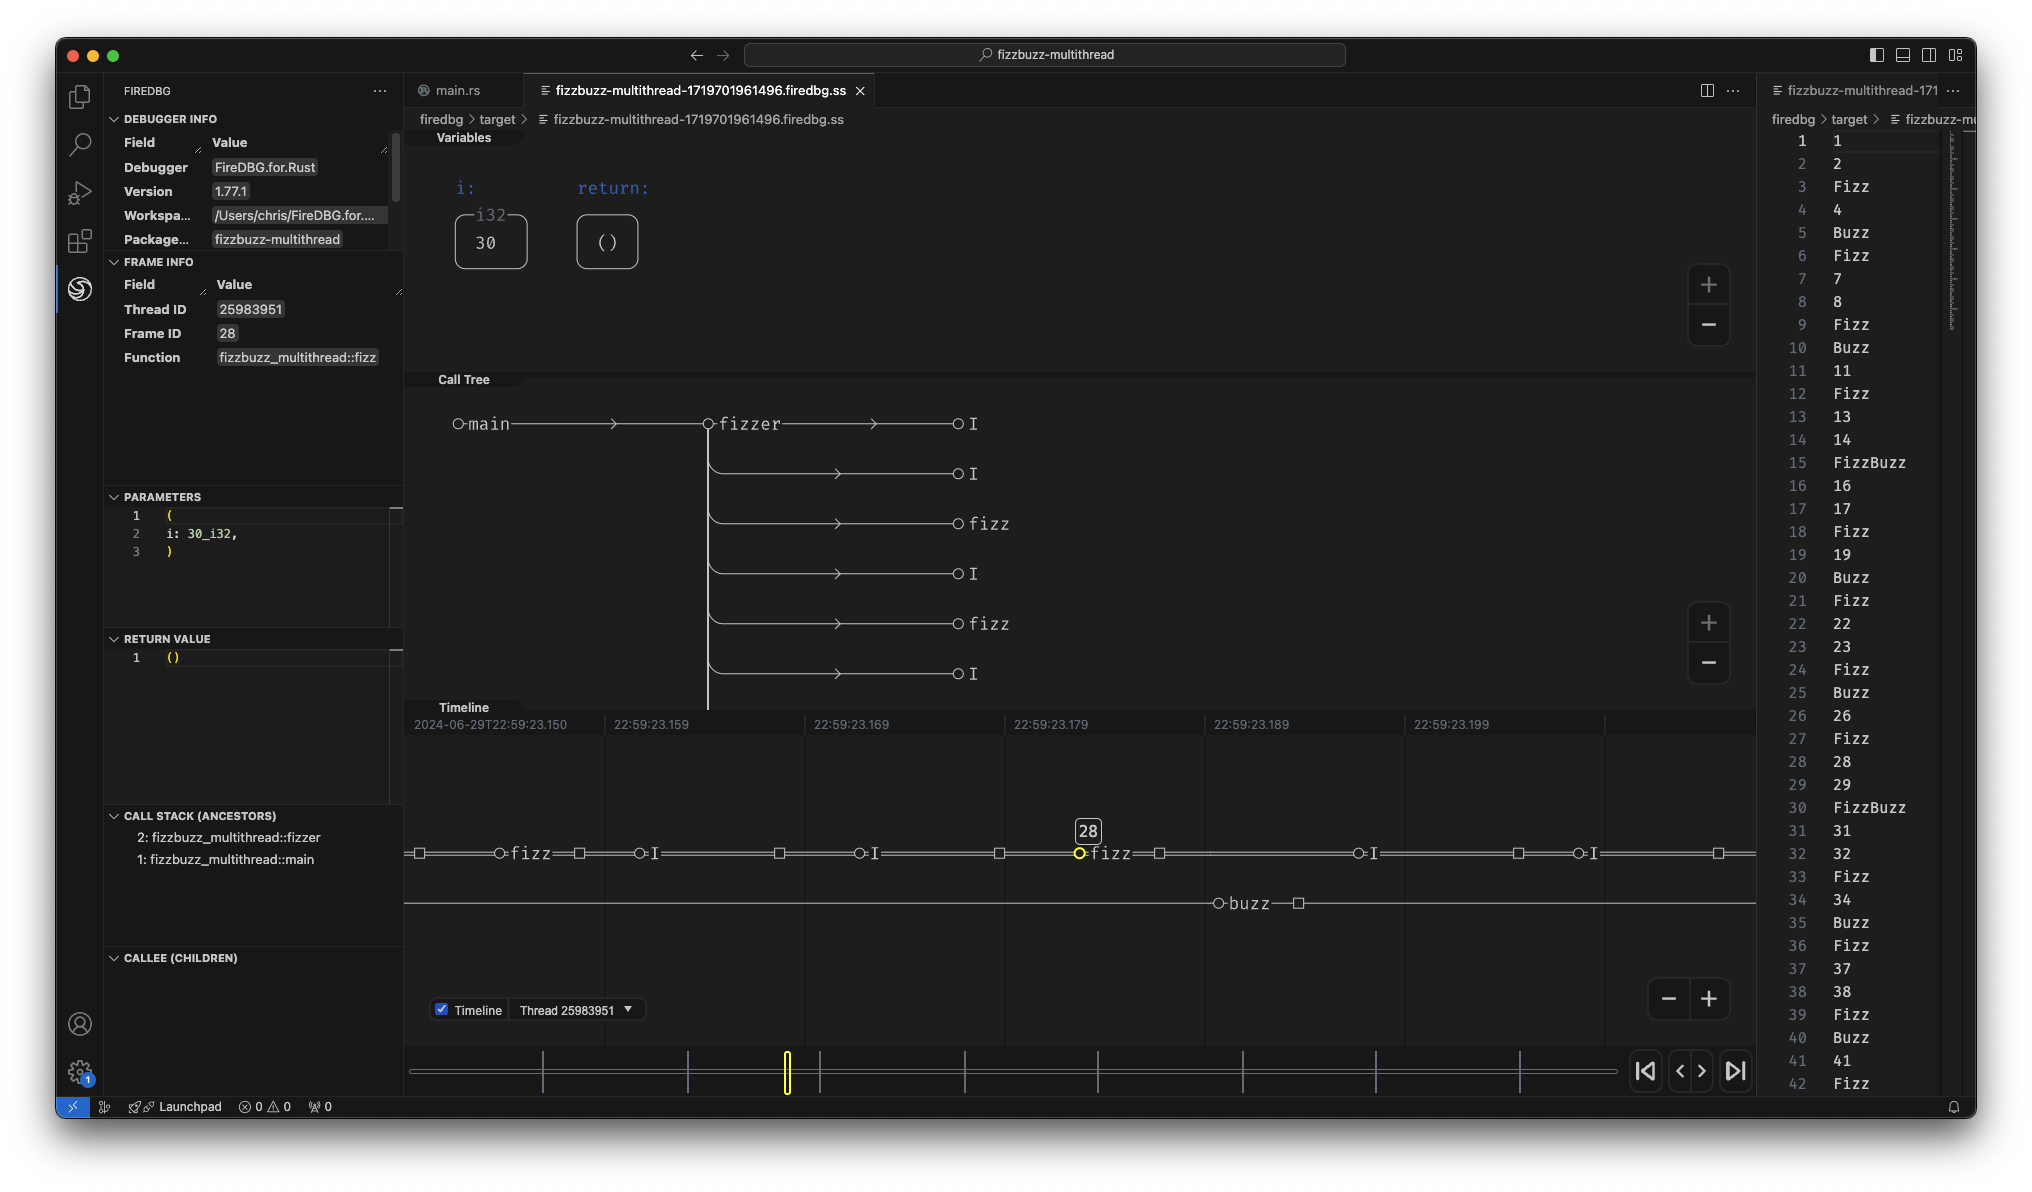 fizzbuzz-multithread
FIREDBG
DEBUGGER INFO
Field Value
Debugger FireDBG.for.Rust
Version 1.77.1
Workspa... /Users/chris/FireDBG.for....
Package... fizzbuzz-multithread
FRAME INFO
Field Value
Thread ID 25983951
Frame ID 28
Function fizzbuzz_multithread::fizz
PARAMETERS
1 (
2 i: 30_i32,
3 )
RETURN VALUE
1 ()
CALL STACK (ANCESTORS)
2: fizzbuzz_multithread::fizzer
1: fizzbuzz_multithread::main
CALLEE (CHILDREN)
main.rs fizzbuzz-multithread-1719701961496.firedbg.ss
firedbg > target > fizzbuzz-multithread-1719701961496.firedbg.ss
Variables
i: return:
i32
30 ()
Call Tree
main fizzer I
I
fizz
I
fizz
I
Timeline
2024-06-29T22:59:23.150 22:59:23.159 22:59:23.169 22:59:23.179 22:59:23.189 22:59:23.199
28
fizz I I fizz I I
buzz
Timeline Thread 25983951
fizzbuzz-multithread-171
firedbg > target > fizzbuzz-mu
1 1
2 2
3 Fizz
4 4
5 Buzz
6 Fizz
7 7
8 8
9 Fizz
10 Buzz
11 11
12 Fizz
13 13
14 14
15 FizzBuzz
16 16
17 17
18 Fizz
19 19
20 Buzz
21 Fizz
22 22
23 23
24 Fizz
25 Buzz
26 26
27 Fizz
28 28
29 29
30 FizzBuzz
31 31
32 32
33 Fizz
34 34
35 Buzz
36 Fizz
37 37
38 38
39 Fizz
40 Buzz
41 41
42 Fizz
1
Launchpad 0 0 0